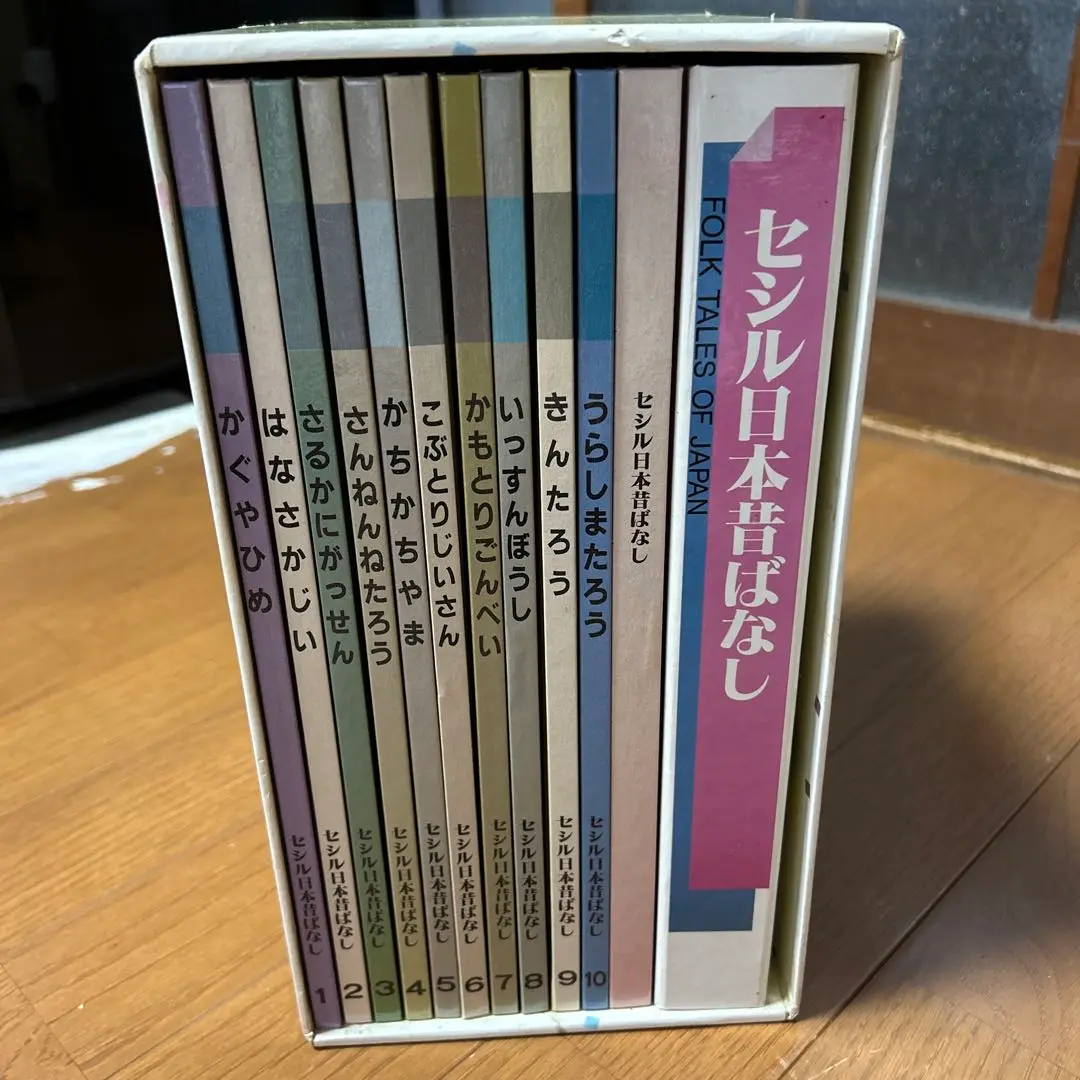 かぐやひめ
セシル日本昔ばなし
1
はなさかじい
セシル日本昔ばなし
2
さるかにがっせん
セシル日本昔ばなし
3
さんねんねたろう
セシル日本昔ばなし
4
かちかちやま
セシル日本昔ばなし
5
こぶとりじいさん
セシル日本昔ばなし
6
かもとりごんべい
セシル日本昔ばなし
7
いっすんぼうし
セシル日本昔ばなし
8
きんたろう
セシル日本昔ばなし
9
うらしまたろう
セシル日本昔ばなし
10
セシル日本昔ばなし
FOLK TALES OF JAPAN
セシル日本昔ばなし